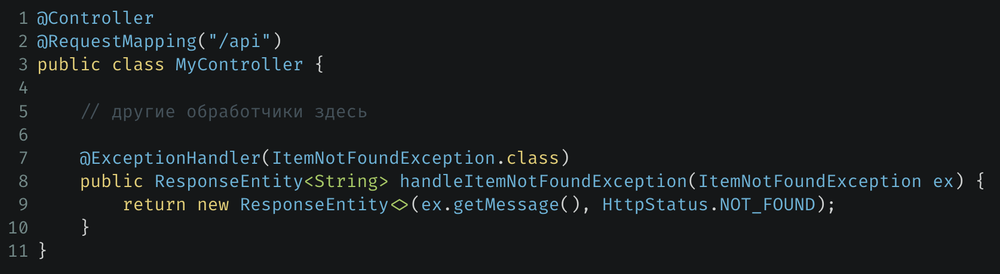 1 @Controller
2 @RequestMapping("/api")
3 public class MyController {
4
5     // другие обработчики здесь
6
7     @ExceptionHandler(ItemNotFoundException.class)
8     public ResponseEntity<String> handleItemNotFoundException(ItemNotFoundException ex) {
9         return new ResponseEntity<>(ex.getMessage(), HttpStatus.NOT_FOUND);
10     }
11 }